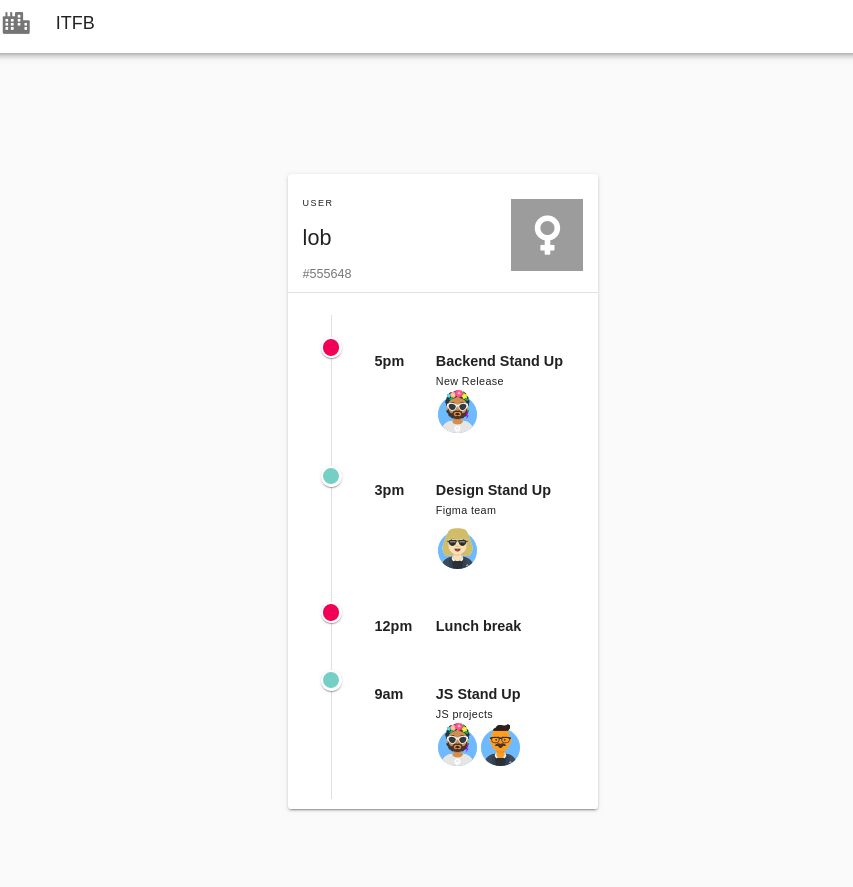 ITFB
USER
lob
#555648
5pm
Backend Stand Up
New Release
3pm
Design Stand Up
Figma team
12pm
Lunch break
9am
JS Stand Up
JS projects